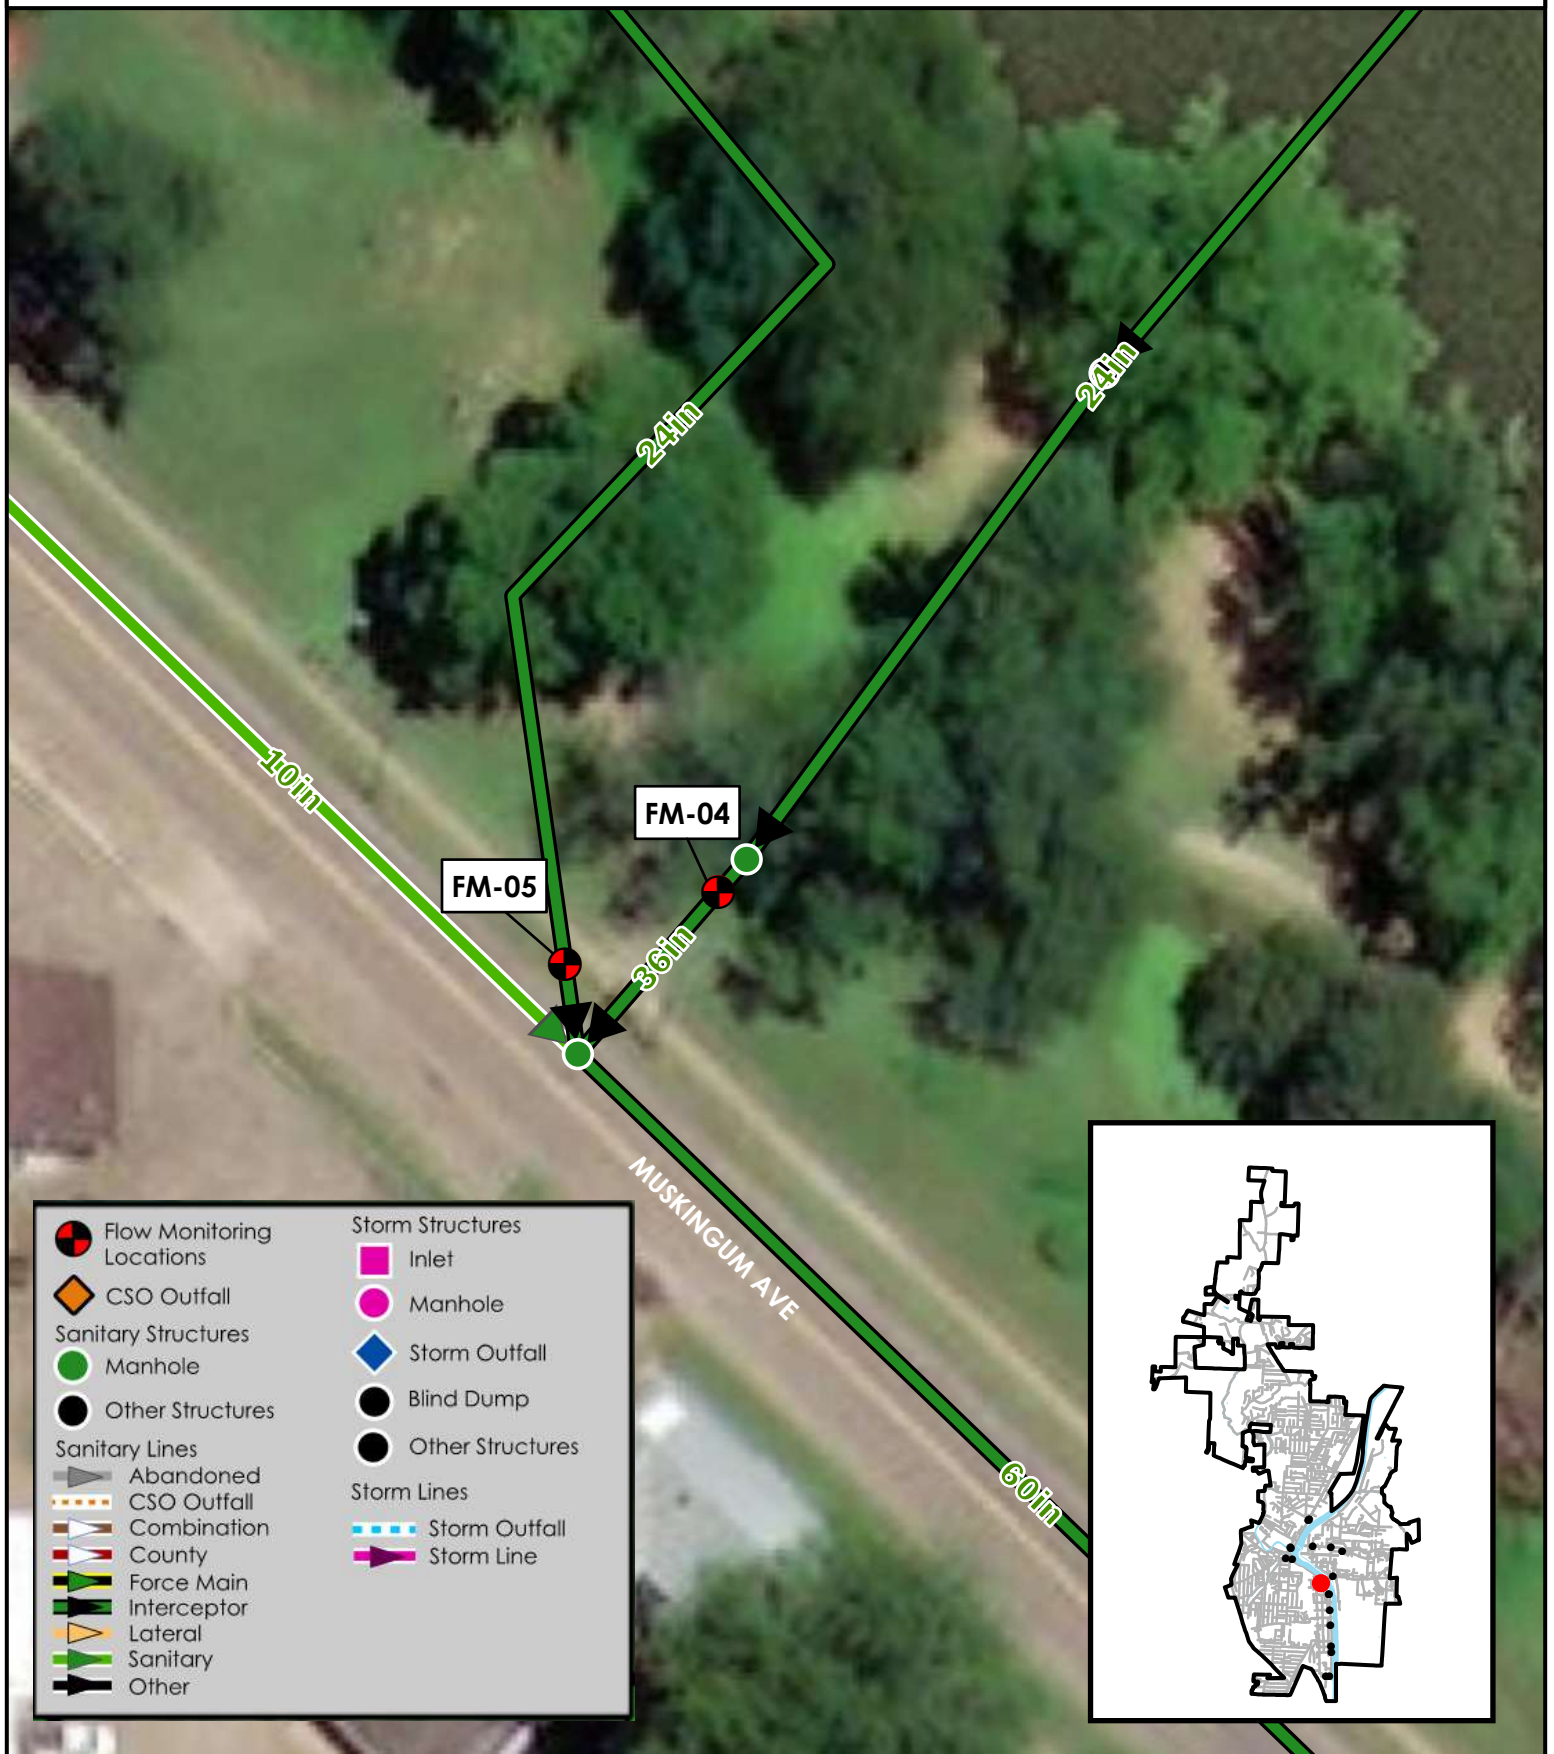 24in
24in
10in
FM-04
FM-05
36in
MUSKINGUM AVE
60in
Flow Monitoring
Locations
CSO Outfall
Sanitary Structures
Manhole
Other Structures
Sanitary Lines
Abandoned
CSO Outfall
Combination
County
Force Main
Interceptor
Lateral
Sanitary
Other
Storm Structures
Inlet
Manhole
Storm Outfall
Blind Dump
Other Structures
Storm Lines
Storm Outfall
Storm Line